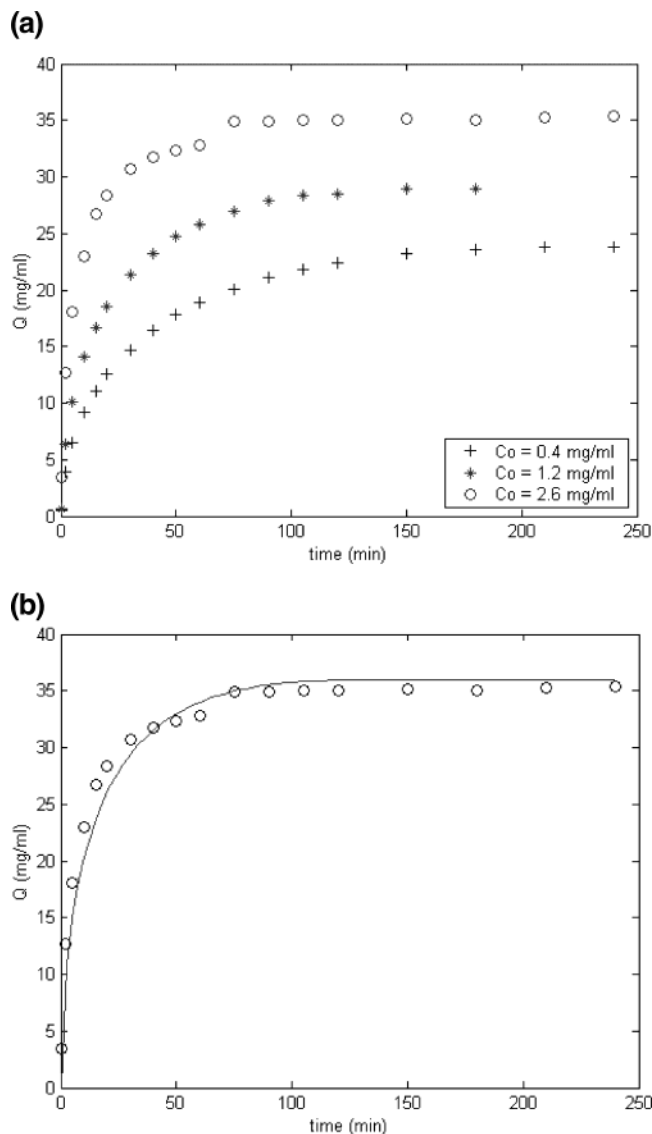 (a)
40
35
30
25
20
15
10
5
0
Q (mg/ml)
+ Co = 0.4 mg/ml
* Co = 1.2 mg/ml
○ Co = 2.6 mg/ml
0 50 100 150 200 250
time (min)
(b)
40
35
30
25
20
15
10
5
0
Q (mg/ml)
0 50 100 150 200 250
time (min)